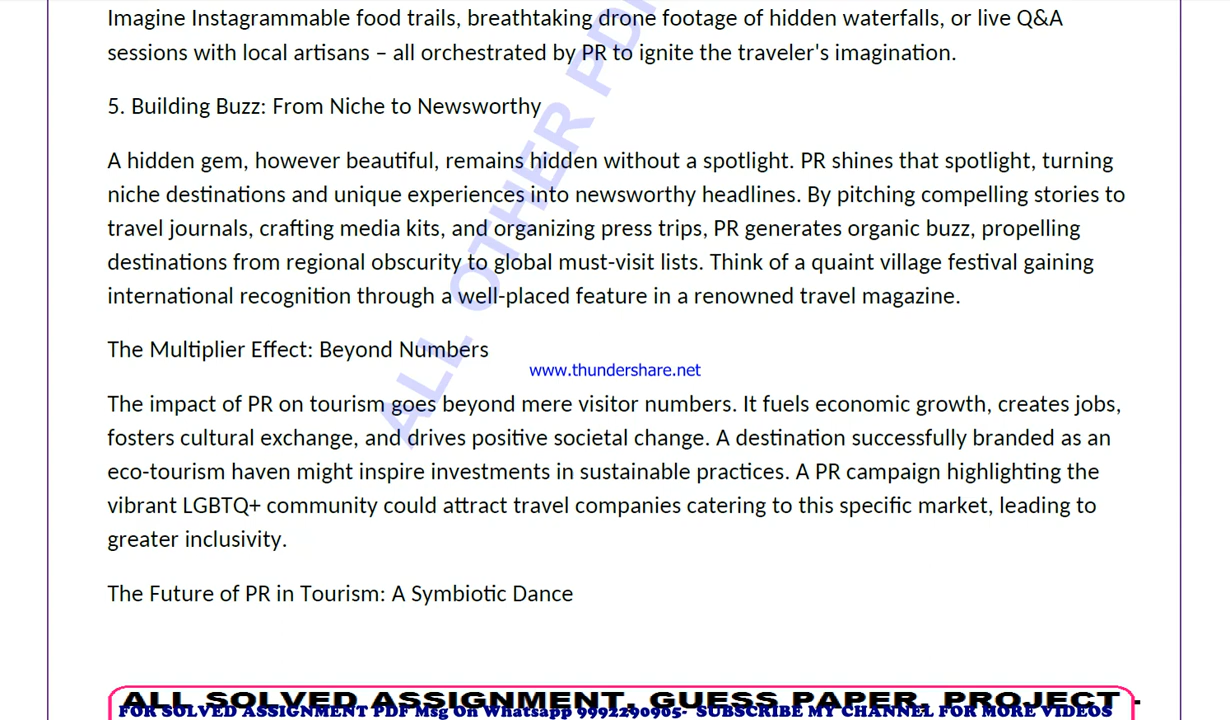 Imagine Instagrammable food trails, breathtaking drone footage of hidden waterfalls, or live Q&A
sessions with local artisans – all orchestrated by PR to ignite the traveler's imagination.
5. Building Buzz: From Niche to Newsworthy
A hidden gem, however beautiful, remains hidden without a spotlight. PR shines that spotlight, turning
niche destinations and unique experiences into newsworthy headlines. By pitching compelling stories to
travel journals, crafting media kits, and organizing press trips, PR generates organic buzz, propelling
destinations from regional obscurity to global must-visit lists. Think of a quaint village festival gaining
international recognition through a well-placed feature in a renowned travel magazine.
The Multiplier Effect: Beyond Numbers
www.thundershare.net
The impact of PR on tourism goes beyond mere visitor numbers. It fuels economic growth, creates jobs,
fosters cultural exchange, and drives positive societal change. A destination successfully branded as an
eco-tourism haven might inspire investments in sustainable practices. A PR campaign highlighting the
vibrant LGBTQ+ community could attract travel companies catering to this specific market, leading to
greater inclusivity.
The Future of PR in Tourism: A Symbiotic Dance
ALL OTHER PDF
ALL SOLVED ASSIGNMENT, GUESS PAPER, PROJECT
FOR SOLVED ASSIGNMENT PDF Msg On Whatsapp 9992290905- SUBSCRIBE MY CHANNEL FOR MORE VIDEOS